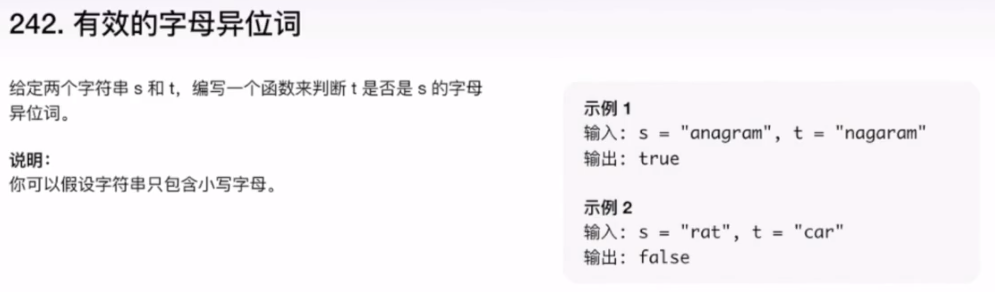 242. 有效的字母异位词
给定两个字符串 s 和 t，编写一个函数来判断 t 是否是 s 的字母
异位词。
说明：
你可以假设字符串只包含小写字母。
示例 1
输入: s = "anagram", t = "nagaram"
输出: true
示例 2
输入: s = "rat", t = "car"
输出: false